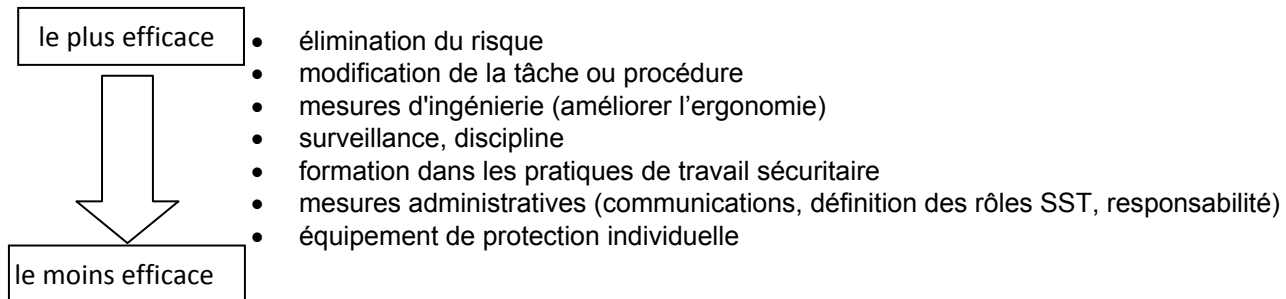 le plus efficace
• élimination du risque
• modification de la tâche ou procédure
• mesures d'ingénierie (améliorer l’ergonomie)
• surveillance, discipline
• formation dans les pratiques de travail sécuritaire
• mesures administratives (communications, définition des rôles SST, responsabilité)
• équipement de protection individuelle
le moins efficace